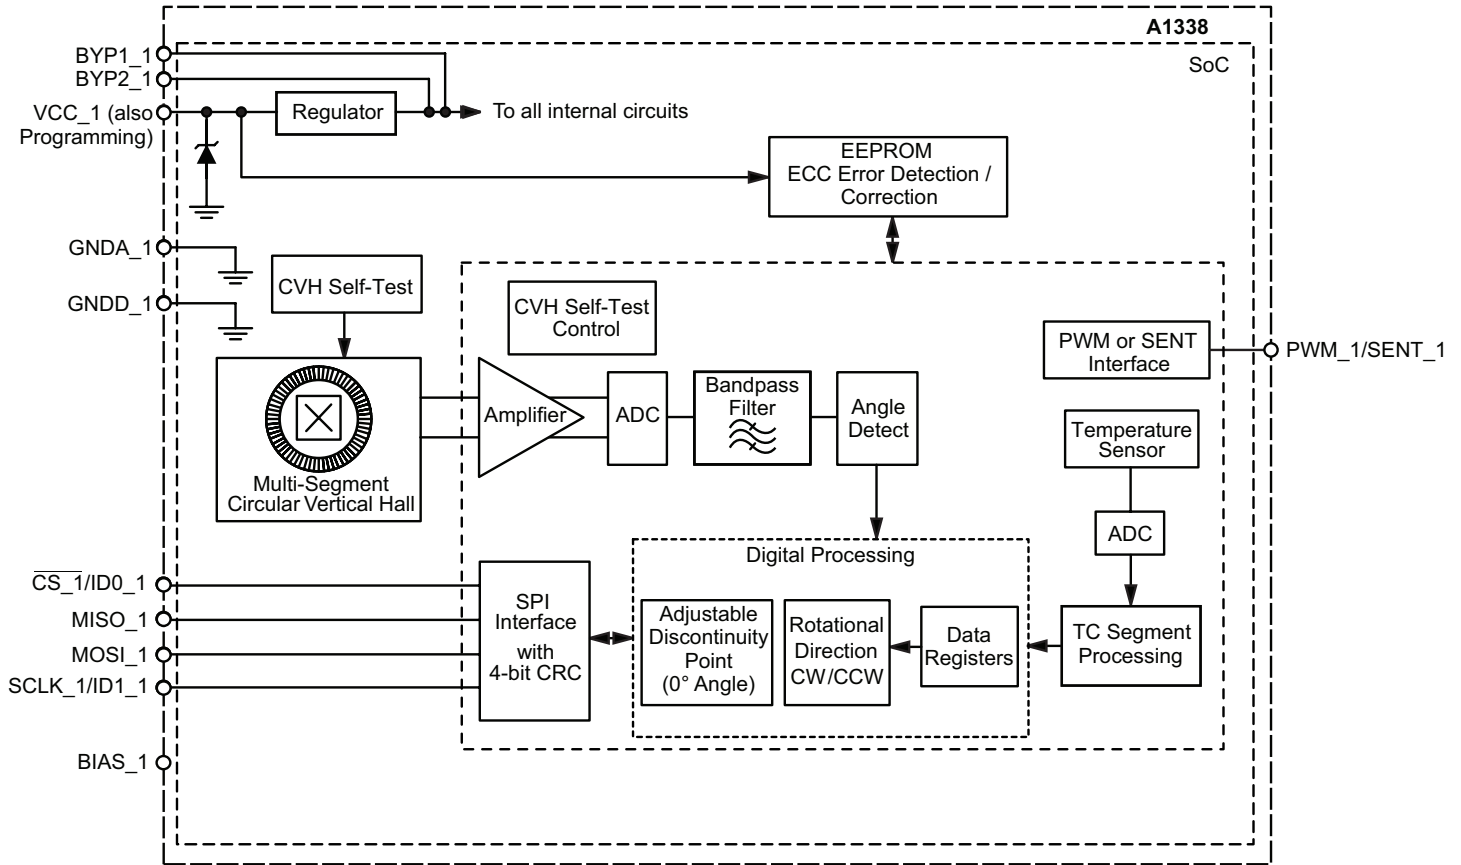 A1338
SoC
BYP1_1
BYP2_1
VCC_1 (also
Programming)
Regulator
To all internal circuits
EEPROM
ECC Error Detection /
Correction
GNDA_1
GNDD_1
CVH Self-Test
CVH Self-Test
Control
PWM or SENT
Interface
PWM_1/SENT_1
Multi-Segment
Circular Vertical Hall
Amplifier
ADC
Bandpass
Filter
Angle
Detect
Temperature
Sensor
ADC
TC Segment
Processing
Digital Processing
Adjustable
Discontinuity
Point
(0° Angle)
Rotational
Direction
CW/CCW
Data
Registers
SPI
Interface
with
4-bit CRC
CS_1/ID0_1
MISO_1
MOSI_1
SCLK_1/ID1_1
BIAS_1